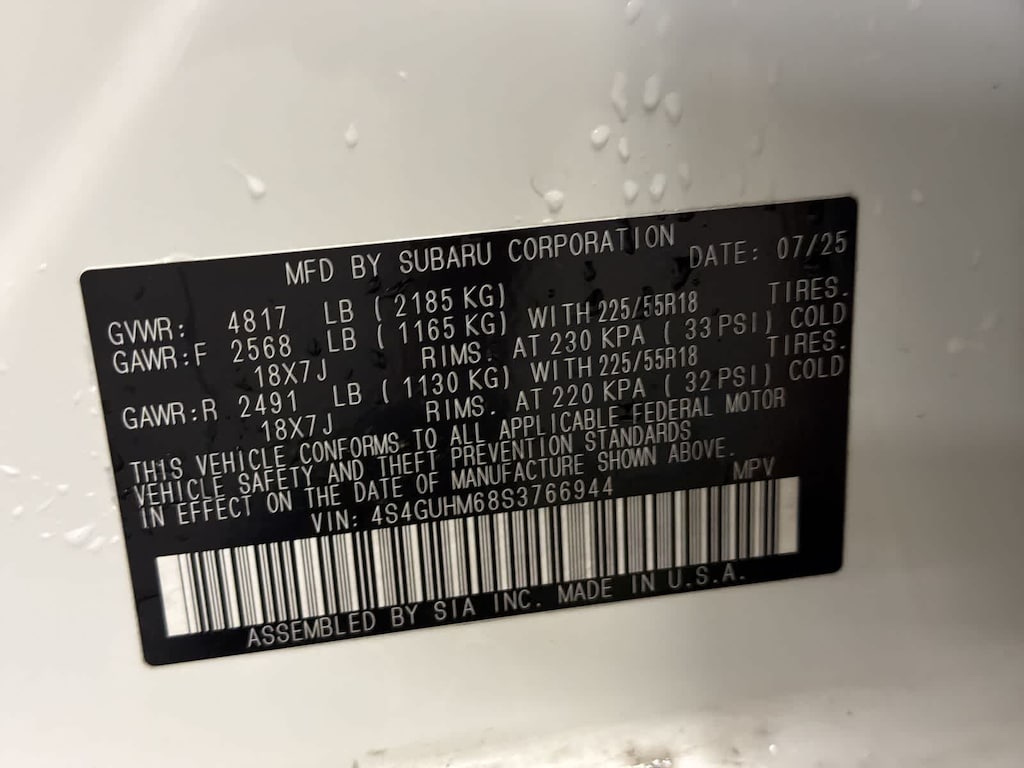 MFD BY SUBARU CORPORATION DATE: 07/25
GVWR: 4817 LB ( 2185 KG)
GAWR:F 2568 LB ( 1165 KG) WITH 225/55R18 TIRES.
18X7J RIMS. AT 230 KPA ( 33 PSI) COLD
GAWR:R 2491 LB ( 1130 KG) WITH 225/55R18 TIRES.
18X7J RIMS. AT 220 KPA ( 32 PSI) COLD
THIS VEHICLE CONFORMS TO ALL APPLICABLE FEDERAL MOTOR
VEHICLE SAFETY AND THEFT PREVENTION STANDARDS
IN EFFECT ON THE DATE OF MANUFACTURE SHOWN ABOVE.
VIN: 4S4GUHM68S3766944 MPV
ASSEMBLED BY SIA INC. MADE IN U.S.A.